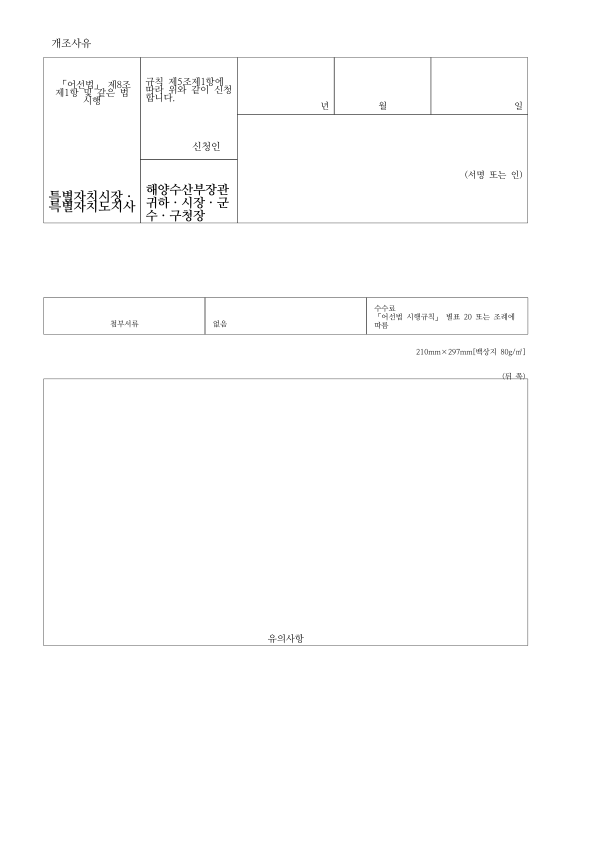 개조사유
「어선법」 제8조
제1항 및 같은 법
시행
규칙 제5조제1항에
따라 위와 같이 신청
합니다.
년
월
일
신청인
(서명 또는 인)
특별자치시장ㆍ
특별자치도지사
해양수산부장관
귀하ㆍ시장ㆍ군
수ㆍ구청장
첨부서류
없음
수수료
「어선법 시행규칙」 별표 20 또는 조례에
따름
210mm×297mm[백상지 80g/㎡]
(뒤 쪽)
유의사항